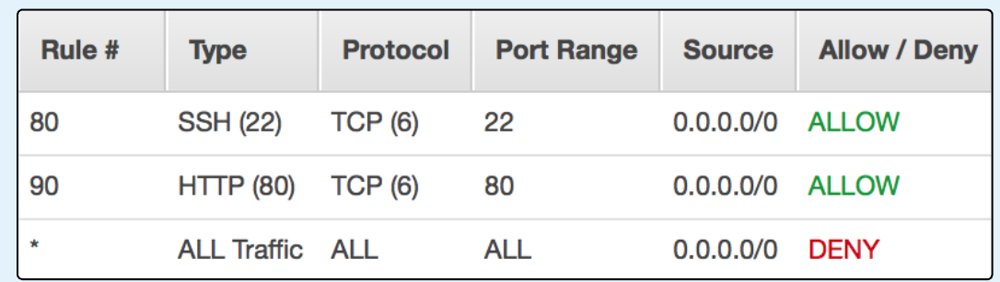 Rule # Type Protocol Port Range Source Allow / Deny
80 SSH (22) TCP (6) 22 0.0.0.0/0 ALLOW
90 HTTP (80) TCP (6) 80 0.0.0.0/0 ALLOW
* ALL Traffic ALL ALL 0.0.0.0/0 DENY